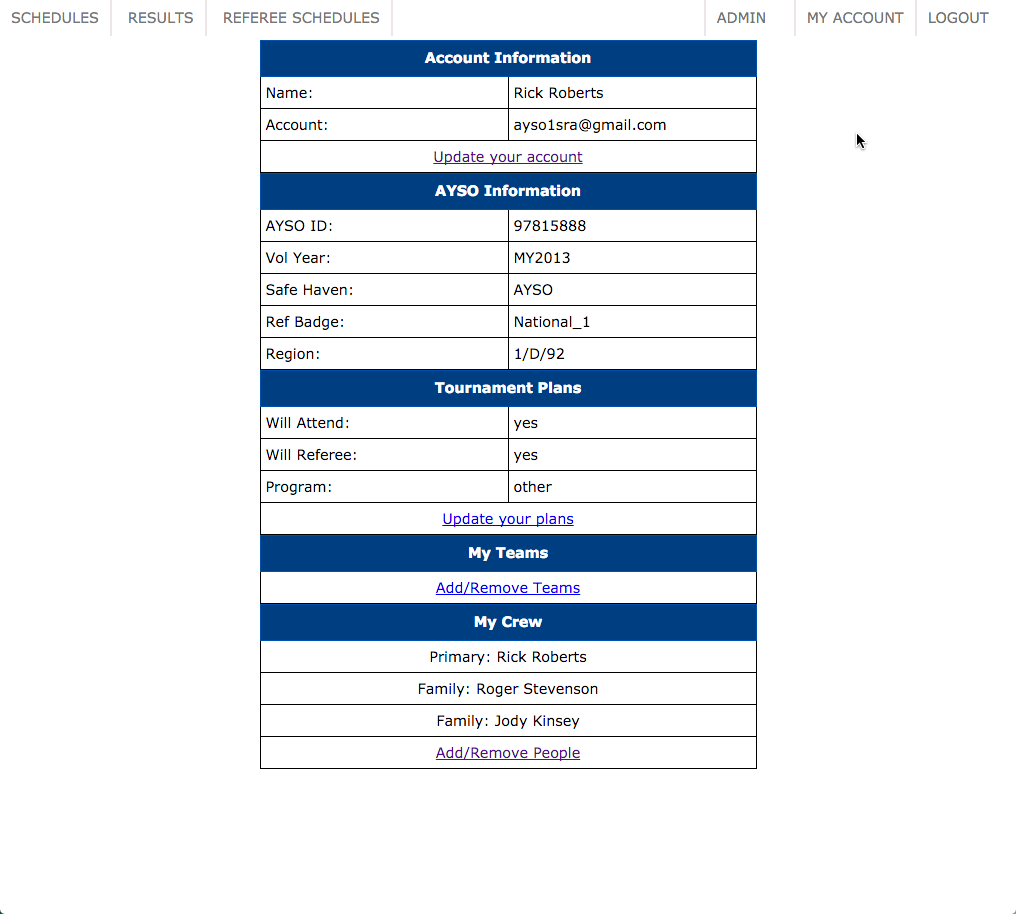 SCHEDULES RESULTS REFEREE SCHEDULES ADMIN MY ACCOUNT LOGOUT
Account Information
Name: Rick Roberts
Account: ayso1sra@gmail.com
Update your account
AYSO Information
AYSO ID: 97815888
Vol Year: MY2013
Safe Haven: AYSO
Ref Badge: National_1
Region: 1/D/92
Tournament Plans
Will Attend: yes
Will Referee: yes
Program: other
Update your plans
My Teams
Add/Remove Teams
My Crew
Primary: Rick Roberts
Family: Roger Stevenson
Family: Jody Kinsey
Add/Remove People